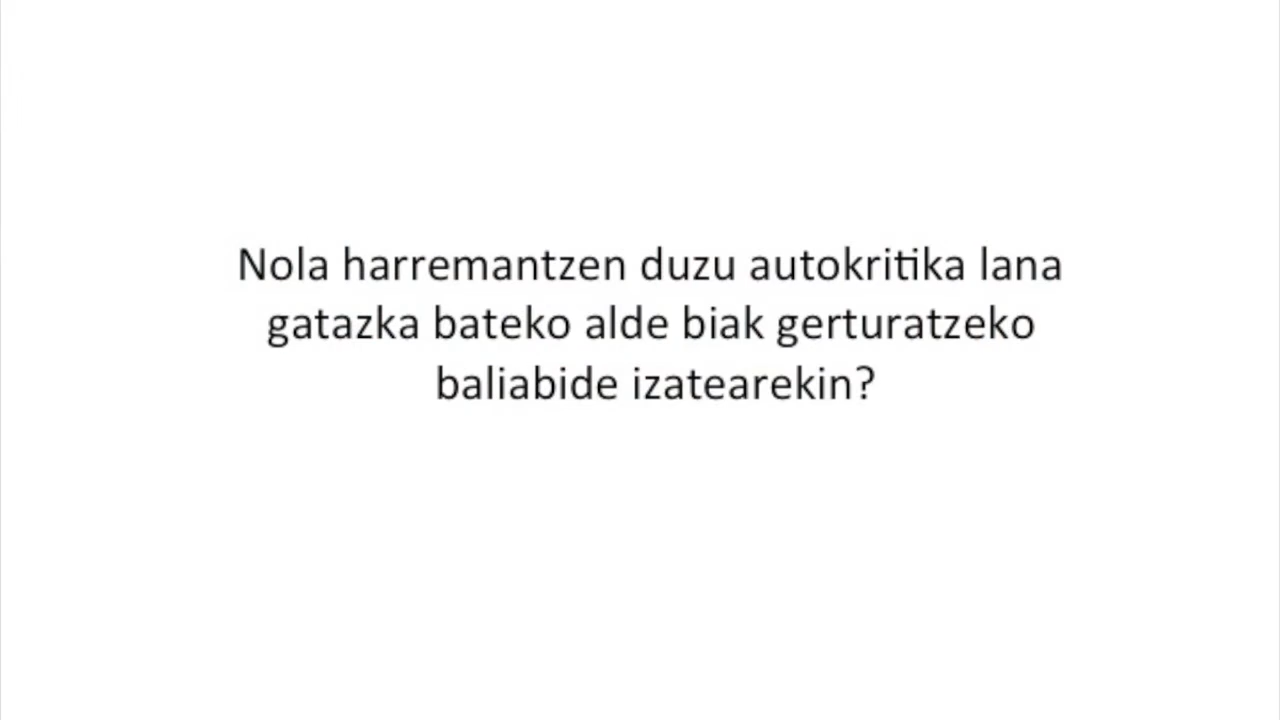 Nola harremantzen duzu autokritika lana
gatazka bateko alde biak gerturatzeko
baliabide izatearekin?